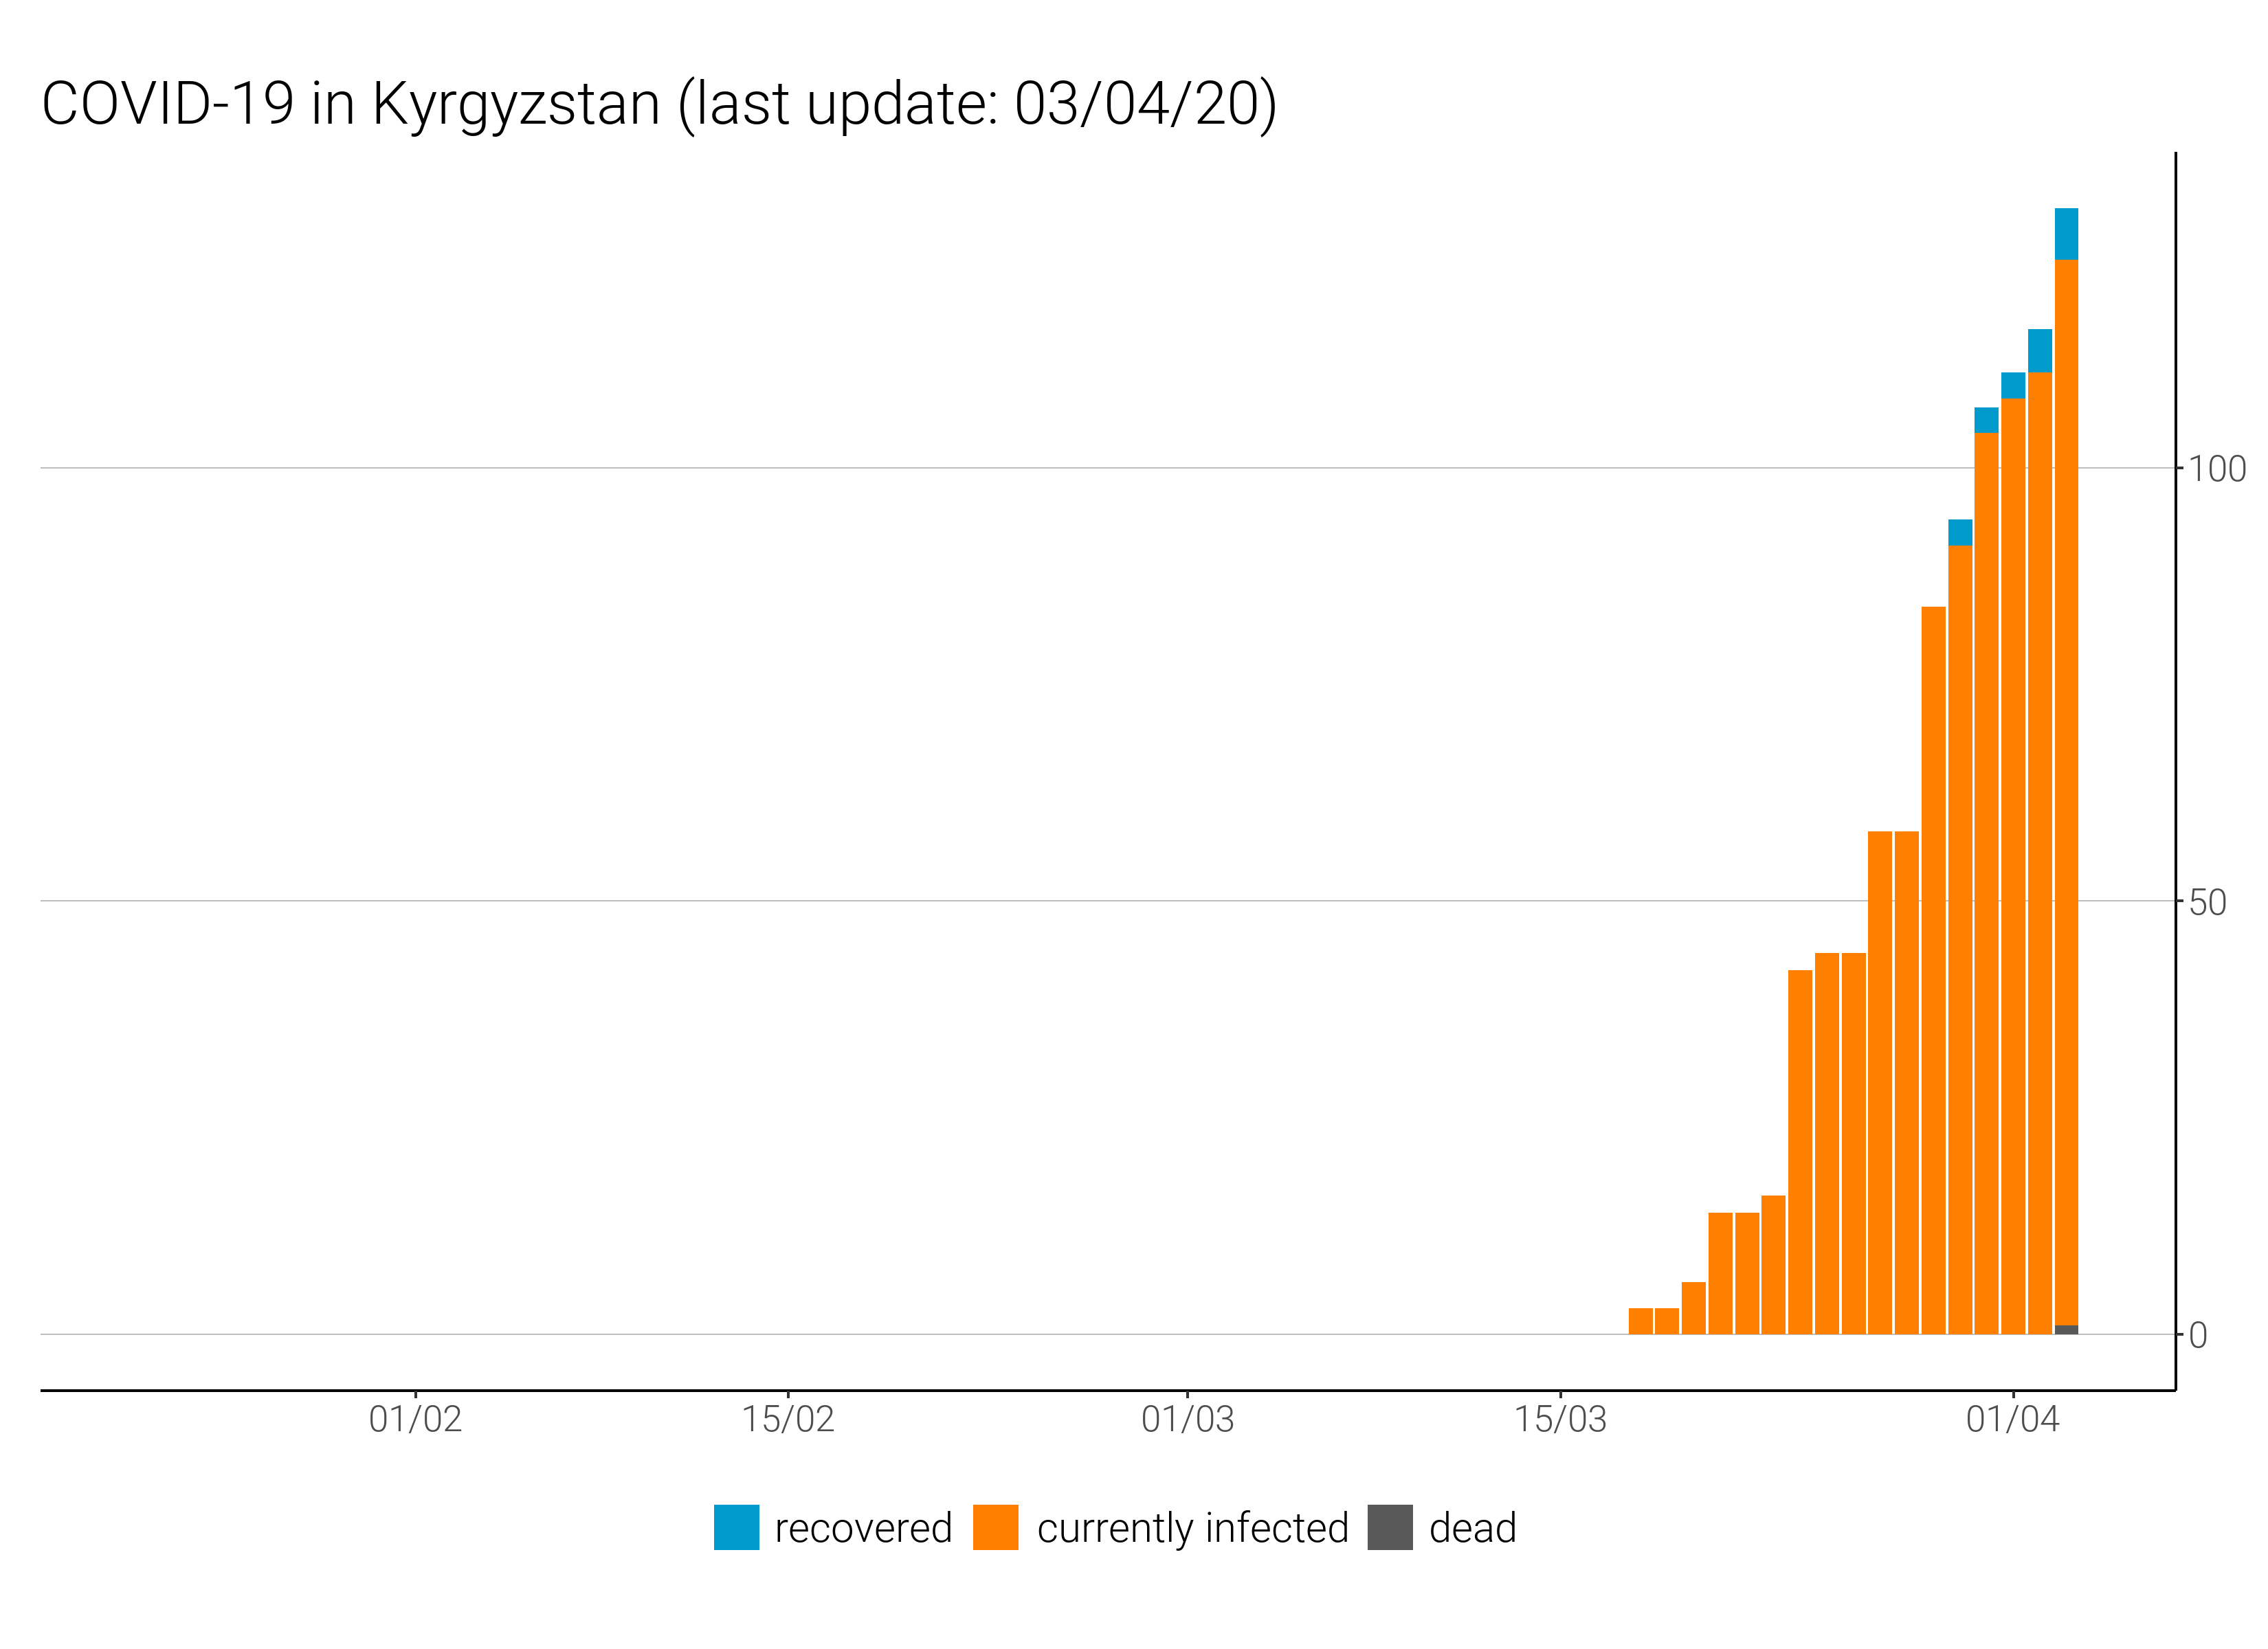 COVID-19 in Kyrgyzstan (last update: 03/04/20)
100
50
0
01/02 15/02 01/03 15/03 01/04
recovered currently infected dead